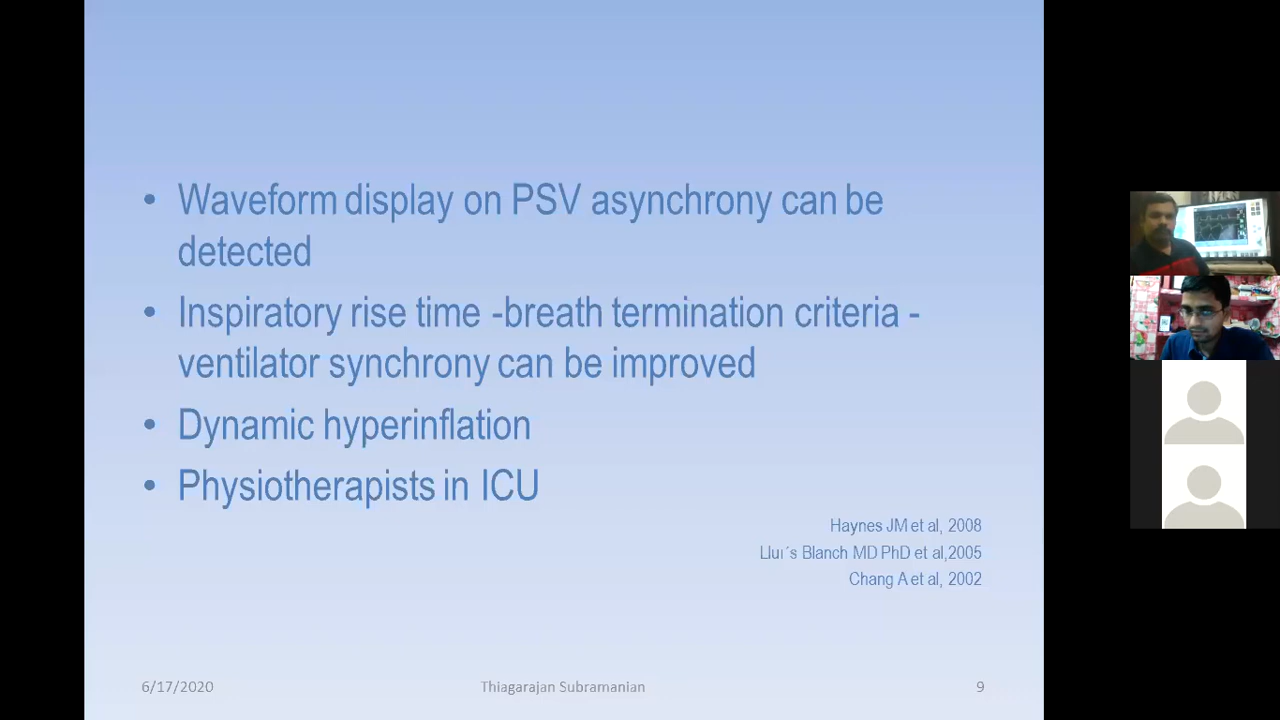 • Waveform display on PSV asynchrony can be
detected
• Inspiratory rise time -breath termination criteria -
ventilator synchrony can be improved
• Dynamic hyperinflation
• Physiotherapists in ICU
Haynes JM et al, 2008
Lluı´s Blanch MD PhD et al,2005
Chang A et al, 2002
6/17/2020
Thiagarajan Subramanian
9